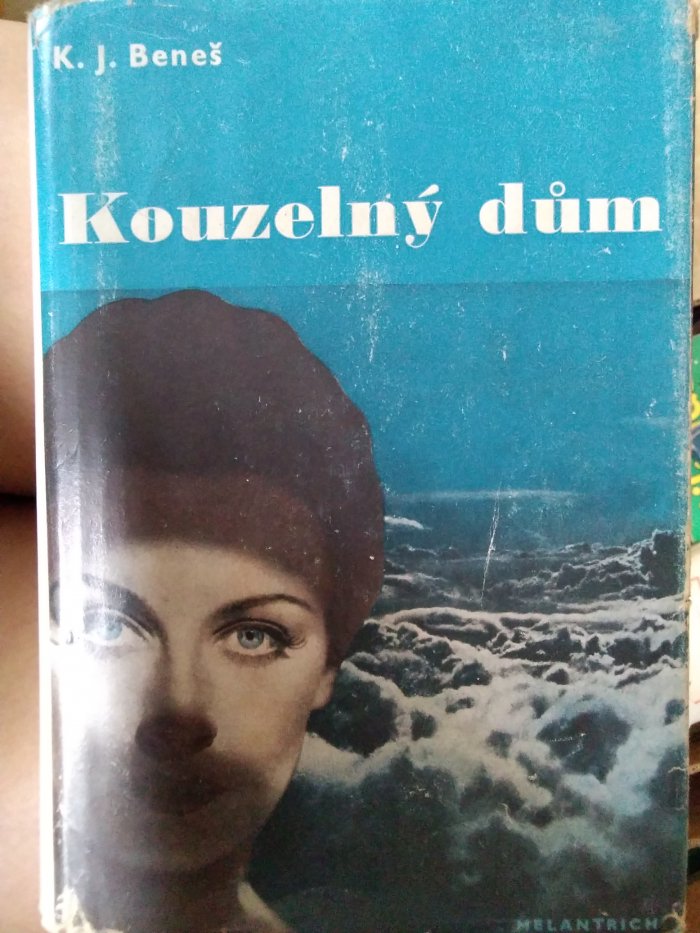 K. J. Beneš
Kouzelný dům
MELANTRICH